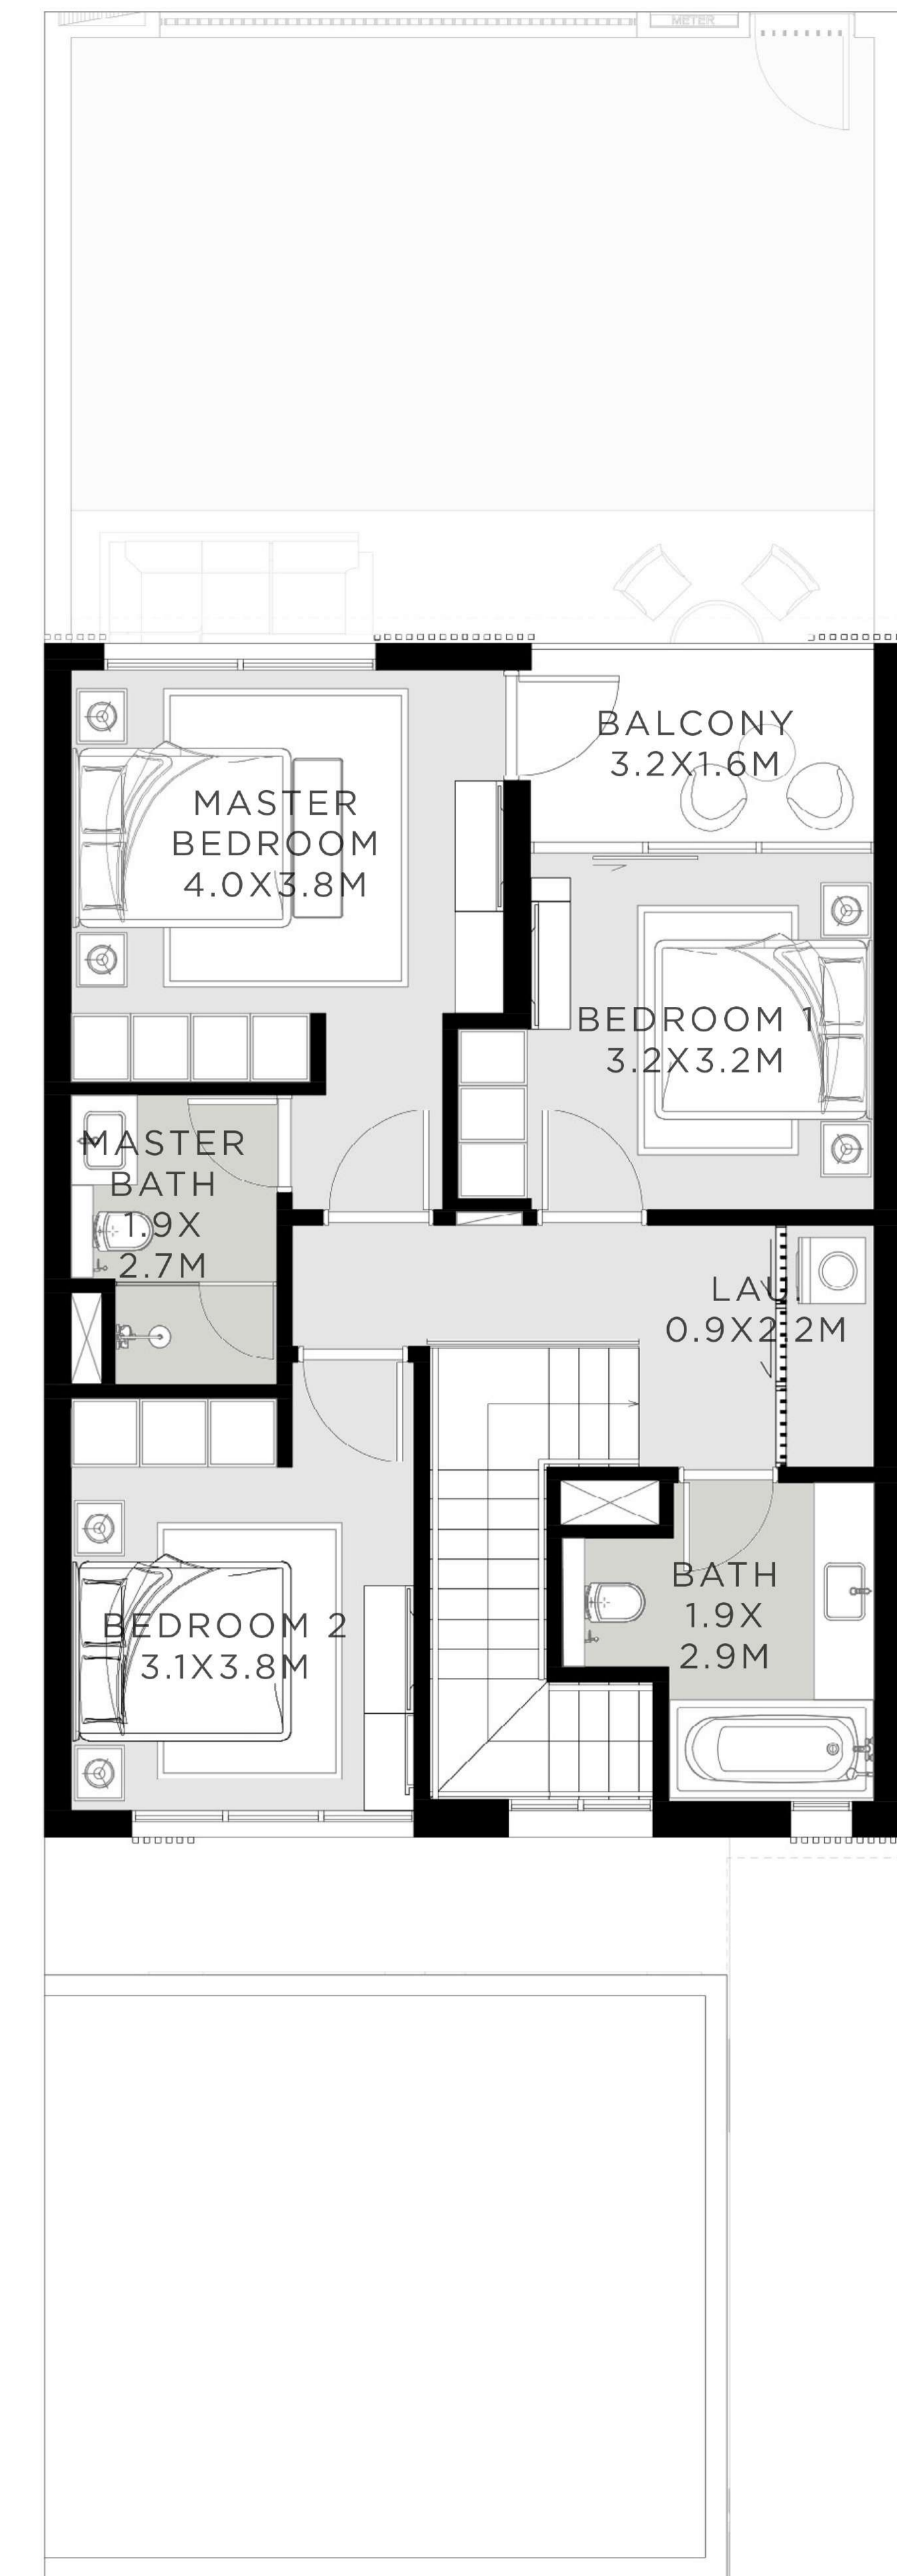 METER
BALCONY
3.2X1.6M
MASTER
BEDROOM
4.0X3.8M
BEDROOM 1
3.2X3.2M
MASTER
BATH
1.9X
2.7M
LAU.
0.9X2.2M
BATH
1.9X
2.9M
BEDROOM 2
3.1X3.8M